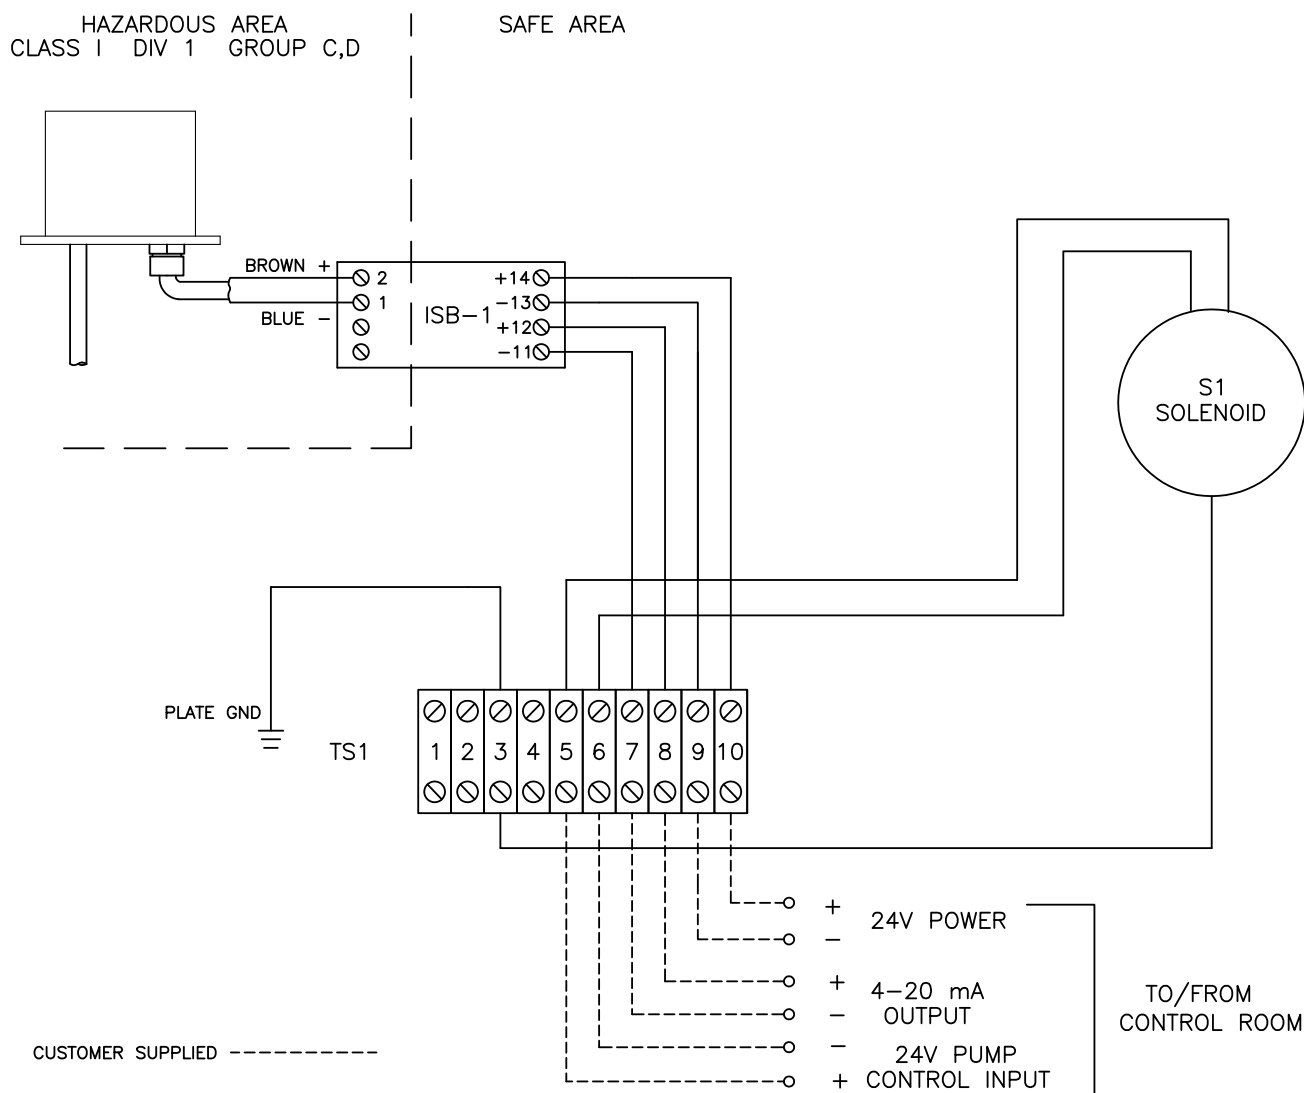 HAZARDOUS AREA
CLASS I DIV 1 GROUP C,D
SAFE AREA
BROWN +
BLUE -
2
1
ISB-1
+14
-13
+12
-11
S1
SOLENOID
PLATE GND
TS1
1 2 3 4 5 6 7 8 9 10
+
24V POWER
-
+
4-20 mA
- OUTPUT
-
24V PUMP
+ CONTROL INPUT
TO/FROM
CONTROL ROOM
CUSTOMER SUPPLIED